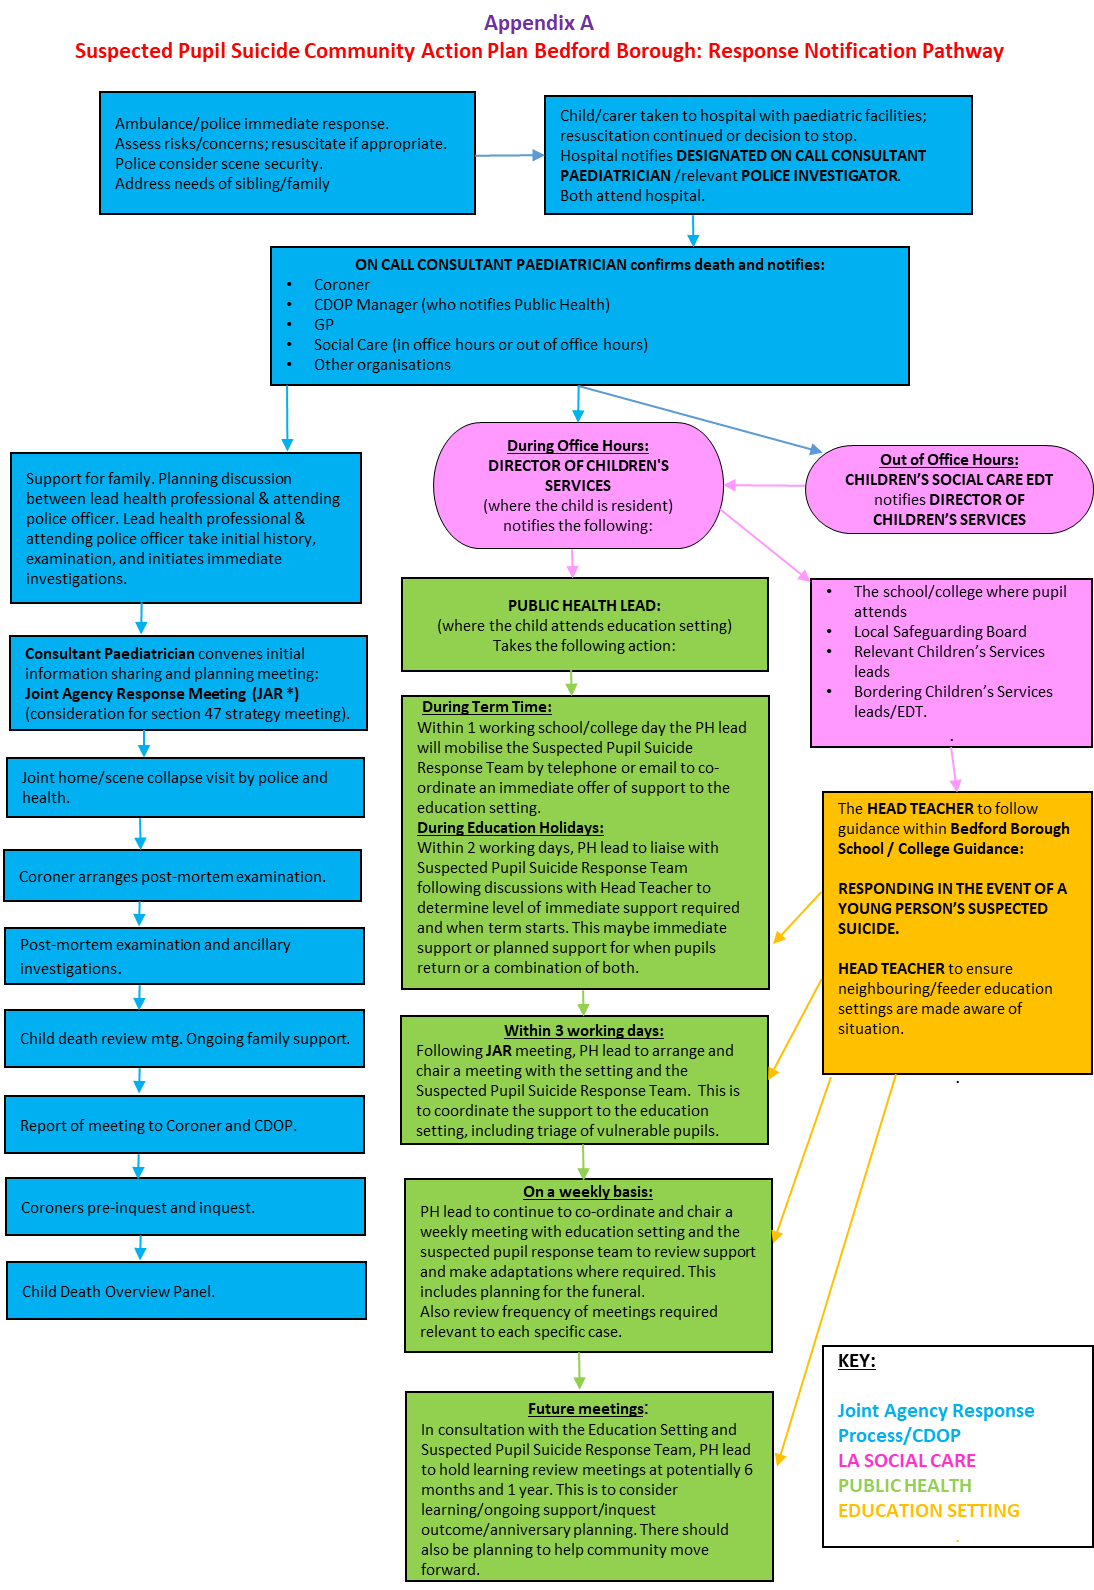 Appendix A
Suspected Pupil Suicide Community Action Plan Bedford Borough: Response Notification Pathway
Ambulance/police immediate response.
Assess risks/concerns; resuscitate if appropriate.
Police consider scene security.
Address needs of sibling/family
Child/carer taken to hospital with paediatric facilities;
resuscitation continued or decision to stop.
Hospital notifies DESIGNATED ON CALL CONSULTANT
PAEDIATRICIAN /relevant POLICE INVESTIGATOR.
Both attend hospital.
ON CALL CONSULTANT PAEDIATRICIAN confirms death and notifies:
• Coroner
• CDOP Manager (who notifies Public Health)
• GP
• Social Care (in office hours or out of office hours)
• Other organisations
Support for family. Planning discussion
between lead health professional & attending
police officer. Lead health professional &
attending police officer take initial history,
examination, and initiates immediate
investigations.
Consultant Paediatrician convenes initial
information sharing and planning meeting:
Joint Agency Response Meeting (JAR *)
(consideration for section 47 strategy meeting).
Joint home/scene collapse visit by police and
health.
Coroner arranges post-mortem examination.
Post-mortem examination and ancillary
investigations.
Child death review mtg. Ongoing family support.
Report of meeting to Coroner and CDOP.
Coroners pre-inquest and inquest.
Child Death Overview Panel.
During Office Hours:
DIRECTOR OF CHILDREN'S
SERVICES
(where the child is resident)
notifies the following:
Out of Office Hours:
CHILDREN’S SOCIAL CARE EDT
notifies DIRECTOR OF
CHILDREN’S SERVICES
PUBLIC HEALTH LEAD:
(where the child attends education setting)
Takes the following action:
• The school/college where pupil
attends
• Local Safeguarding Board
• Relevant Children’s Services
leads
• Bordering Children’s Services
leads/EDT.
.
During Term Time:
Within 1 working school/college day the PH lead
will mobilise the Suspected Pupil Suicide
Response Team by telephone or email to co-
ordinate an immediate offer of support to the
education setting.
During Education Holidays:
Within 2 working days, PH lead to liaise with
Suspected Pupil Suicide Response Team
following discussions with Head Teacher to
determine level of immediate support required
and when term starts. This maybe immediate
support or planned support for when pupils
return or a combination of both.
The HEAD TEACHER to follow
guidance within Bedford Borough
School / College Guidance:
RESPONDING IN THE EVENT OF A
YOUNG PERSON’S SUSPECTED
SUICIDE.
HEAD TEACHER to ensure
neighbouring/feeder education
settings are made aware of
situation.
.
Within 3 working days:
Following JAR meeting, PH lead to arrange and
chair a meeting with the setting and the
Suspected Pupil Suicide Response Team. This is
to coordinate the support to the education
setting, including triage of vulnerable pupils.
On a weekly basis:
PH lead to continue to co-ordinate and chair a
weekly meeting with education setting and the
suspected pupil response team to review support
and make adaptations where required. This
includes planning for the funeral.
Also review frequency of meetings required
relevant to each specific case.
Future meetings:
In consultation with the Education Setting and
Suspected Pupil Suicide Response Team, PH lead
to hold learning review meetings at potentially 6
months and 1 year. This is to consider
learning/ongoing support/inquest
outcome/anniversary planning. There should
also be planning to help community move
forward.
KEY:
Joint Agency Response
Process/CDOP
LA SOCIAL CARE
PUBLIC HEALTH
EDUCATION SETTING
.